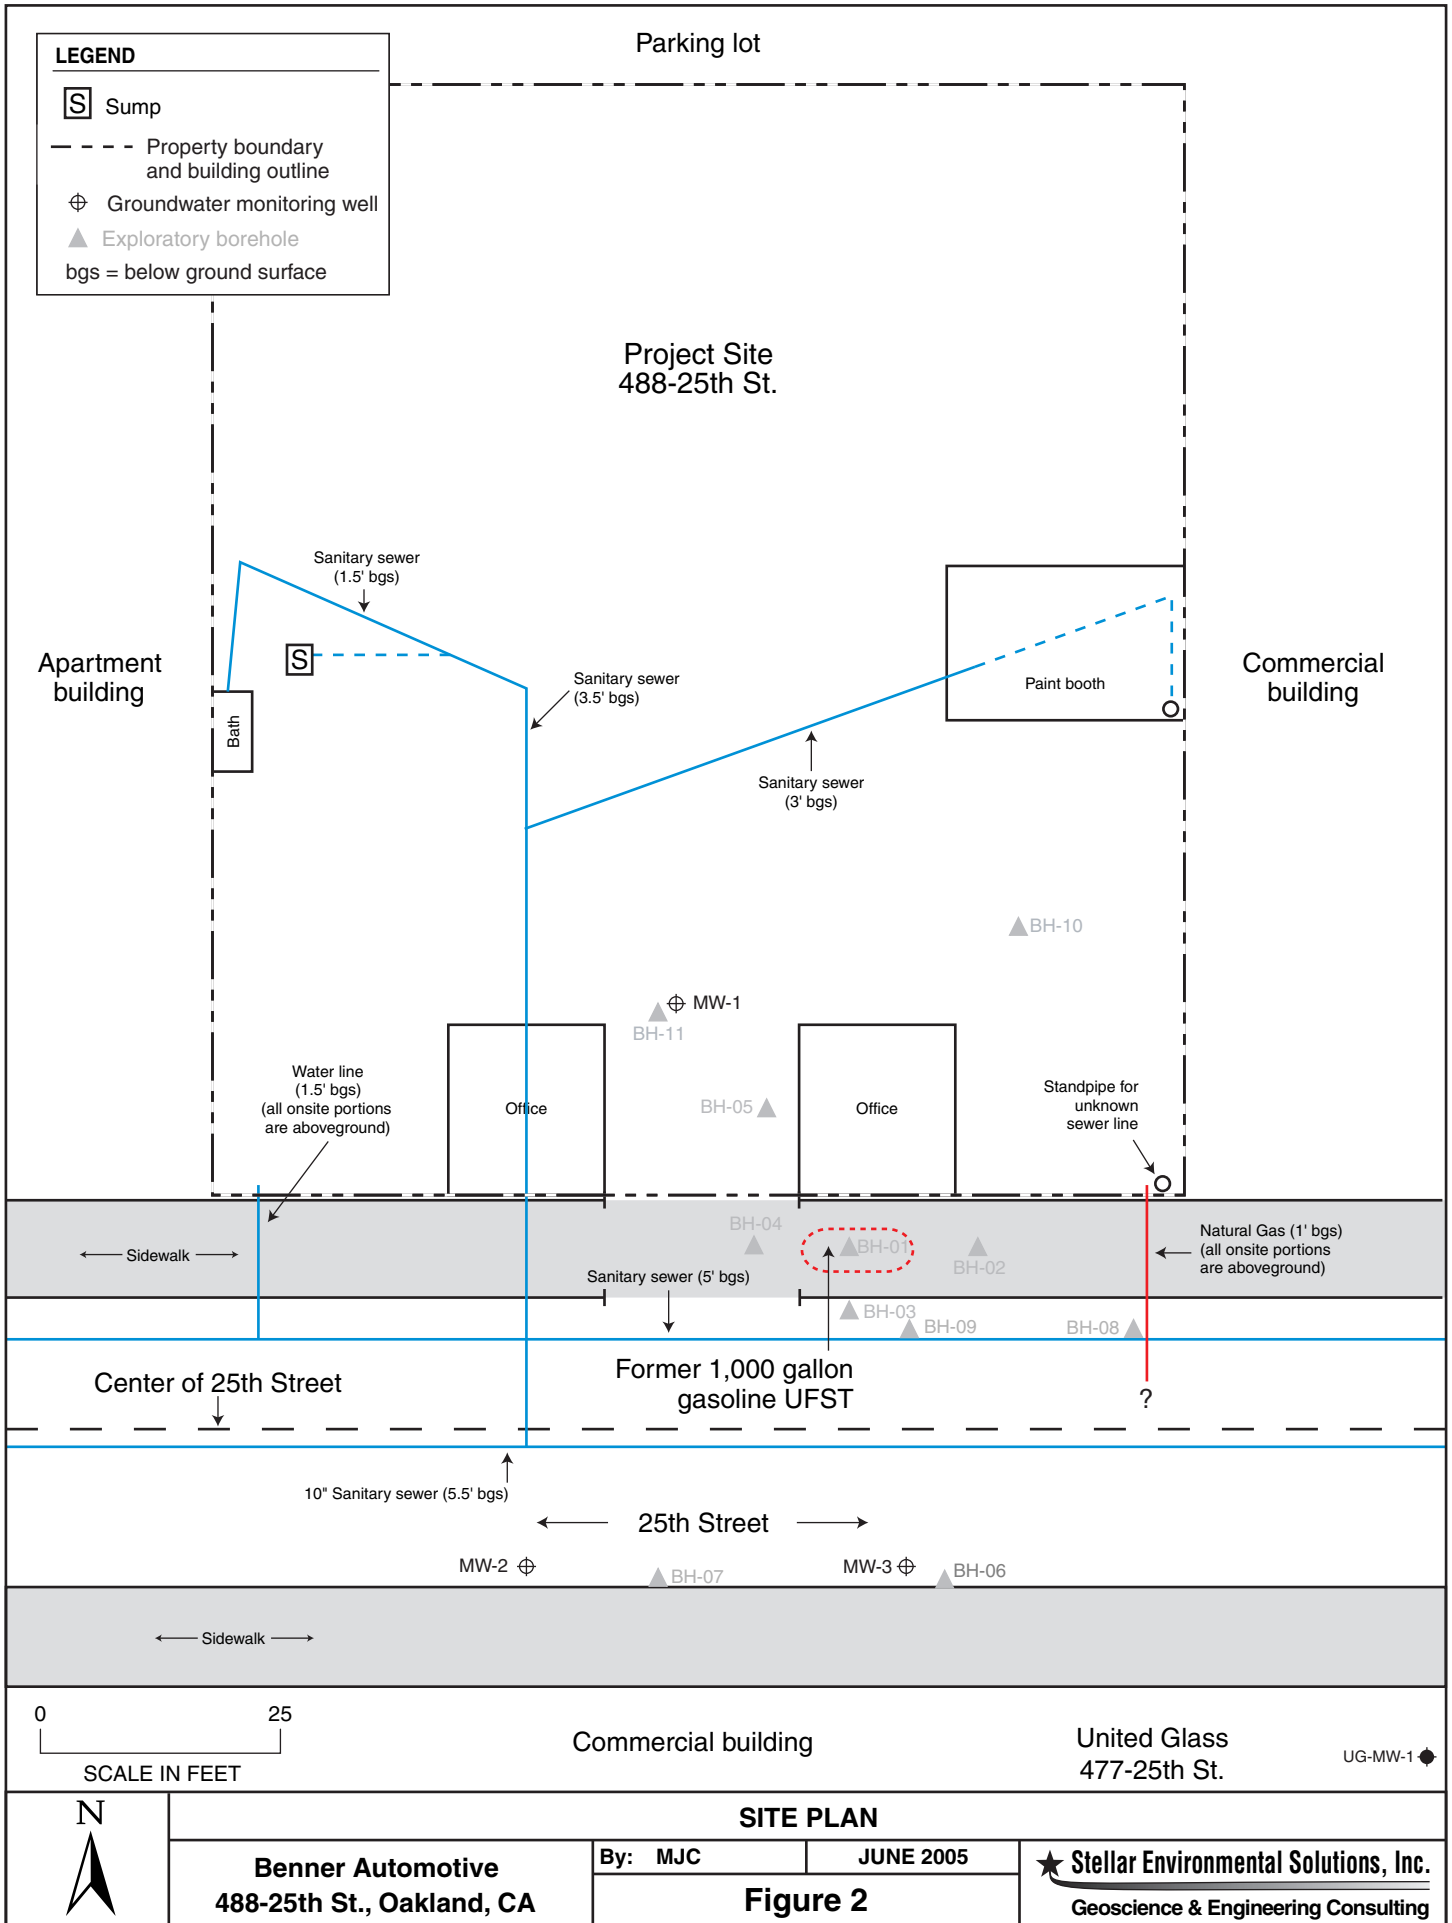 Parking lot
LEGEND
S Sump
Property boundary
and building outline
Groundwater monitoring well
Exploratory borehole
bgs = below ground surface
Project Site
488-25th St.
Sanitary sewer
(1.5' bgs)
S
Apartment
building
Bath
Sanitary sewer
(3.5' bgs)
Paint booth
Commercial
building
Sanitary sewer
(3' bgs)
BH-10
MW-1
BH-11
Water line
(1.5' bgs)
(all onsite portions
are aboveground)
Office
BH-05
Office
Standpipe for
unknown
sewer line
BH-04
Sidewalk
BH-01
BH-02
Natural Gas (1' bgs)
(all onsite portions
are aboveground)
Sanitary sewer (5' bgs)
BH-03
BH-09
BH-08
Center of 25th Street
Former 1,000 gallon
gasoline UFST
?
10" Sanitary sewer (5.5' bgs)
25th Street
MW-2
BH-07
MW-3
BH-06
Sidewalk
0 25
SCALE IN FEET
Commercial building
United Glass
477-25th St.
UG-MW-1
N
SITE PLAN
Benner Automotive
488-25th St., Oakland, CA
By: MJC
JUNE 2005
Figure 2
Stellar Environmental Solutions, Inc.
Geoscience & Engineering Consulting